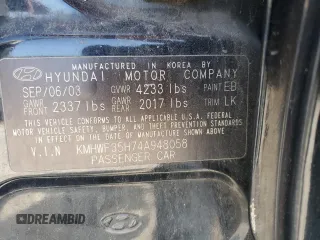 MANUFACTURED IN KOREA BY
HYUNDAI MOTOR COMPANY
SEP/06/03 GVWR 4233 lbs PAINT EB
GAWR FRONT 2337 lbs GAWR REAR 2017 lbs TRIM LK
THIS VEHICLE CONFORMS TO ALL APPLICABLE U.S.A. FEDERAL
MOTOR VEHICLE SAFETY, BUMPER, AND THEFT PREVENTION
STANDARDS IN EFFECT ON THE DATE OF MANUFACTURE
SHOWN ABOVE.
V.I.N KMHWF35H74A948058
PASSENGER CAR
DREAMBID